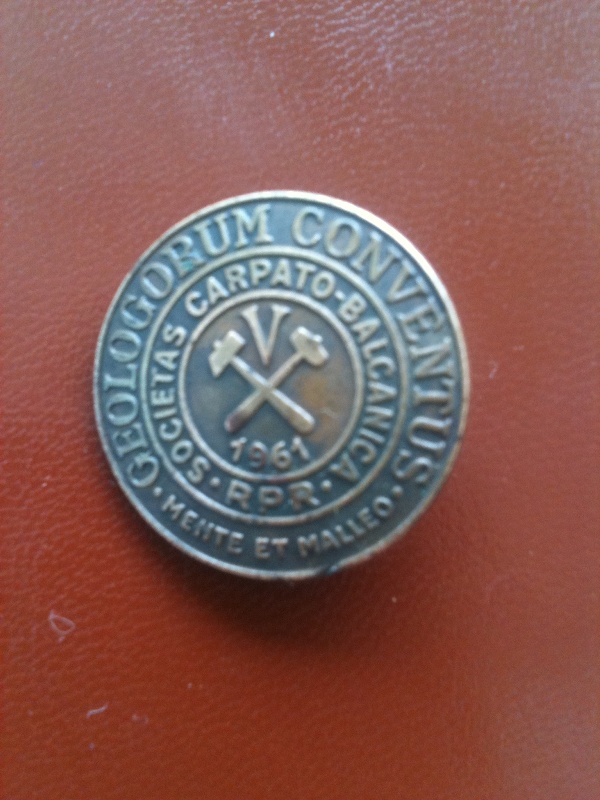 GEOLOGORUM CONVENTUS
· MENTE ET MALLEO ·
SOCIETAS CARPATO-BALCANICA
· RPR ·
V
1961